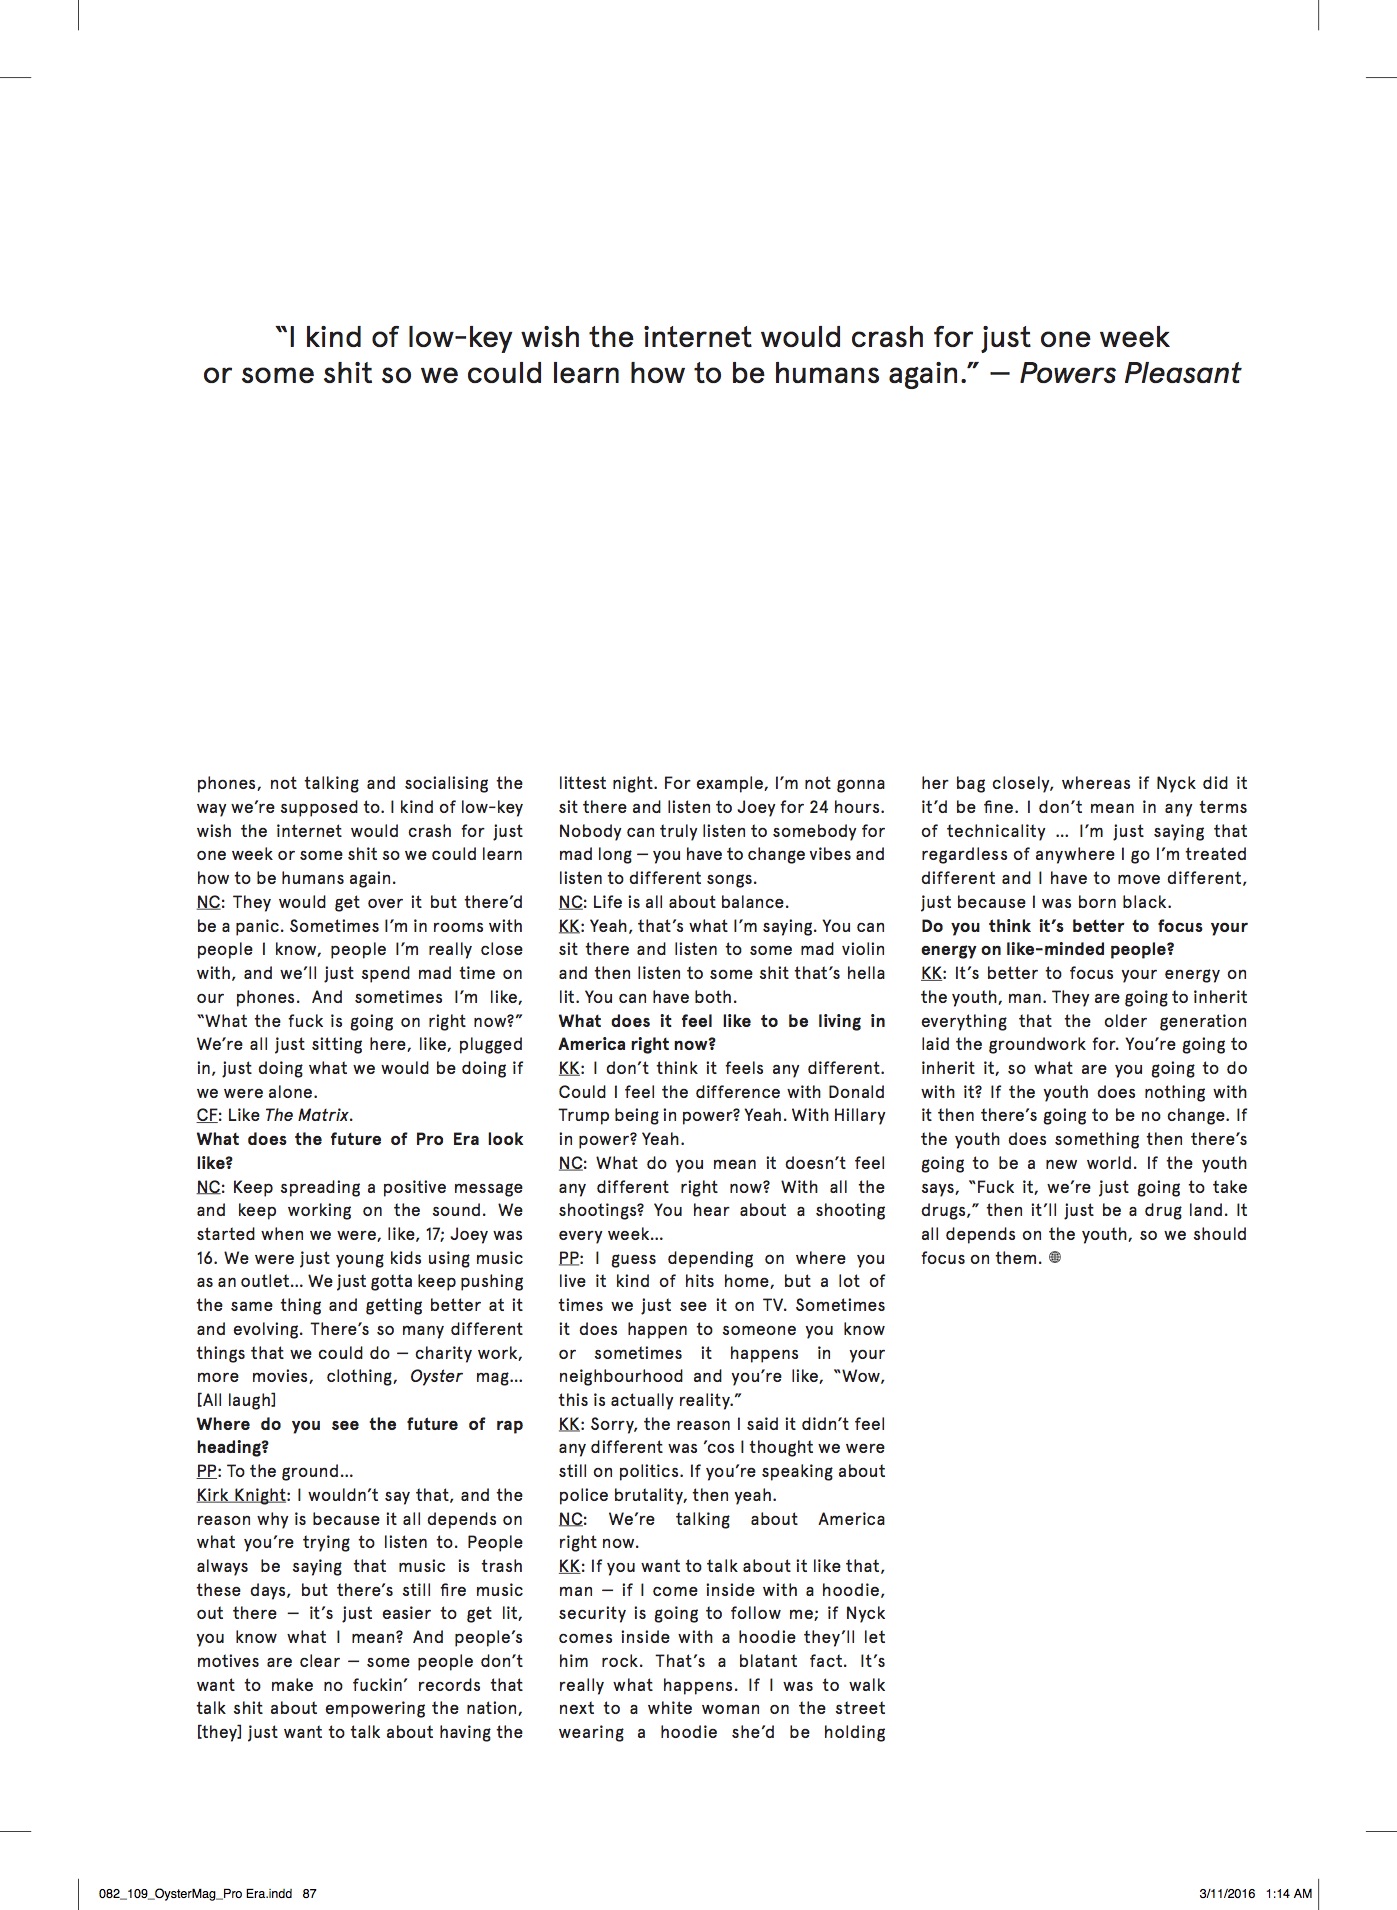 “I kind of low-key wish the internet would crash for just one week
or some shit so we could learn how to be humans again.” — Powers Pleasant
phones, not talking and socialising the
way we’re supposed to. I kind of low-key
wish the internet would crash for just
one week or some shit so we could learn
how to be humans again.
NC: They would get over it but there’d
be a panic. Sometimes I’m in rooms with
people I know, people I’m really close
with, and we’ll just spend mad time on
our phones. And sometimes I’m like,
“What the fuck is going on right now?”
We’re all just sitting here, like, plugged
in, just doing what we would be doing if
we were alone.
CF: Like The Matrix.
What does the future of Pro Era look
like?
NC: Keep spreading a positive message
and keep working on the sound. We
started when we were, like, 17; Joey was
16. We were just young kids using music
as an outlet... We just gotta keep pushing
the same thing and getting better at it
and evolving. There’s so many different
things that we could do — charity work,
more movies, clothing, Oyster mag...
[All laugh]
Where do you see the future of rap
heading?
PP: To the ground...
Kirk Knight: I wouldn’t say that, and the
reason why is because it all depends on
what you’re trying to listen to. People
always be saying that music is trash
these days, but there’s still fire music
out there — it’s just easier to get lit,
you know what I mean? And people’s
motives are clear — some people don’t
want to make no fuckin’ records that
talk shit about empowering the nation,
[they] just want to talk about having the
littest night. For example, I’m not gonna
sit there and listen to Joey for 24 hours.
Nobody can truly listen to somebody for
mad long — you have to change vibes and
listen to different songs.
NC: Life is all about balance.
KK: Yeah, that’s what I’m saying. You can
sit there and listen to some mad violin
and then listen to some shit that’s hella
lit. You can have both.
What does it feel like to be living in
America right now?
KK: I don’t think it feels any different.
Could I feel the difference with Donald
Trump being in power? Yeah. With Hillary
in power? Yeah.
NC: What do you mean it doesn’t feel
any different right now? With all the
shootings? You hear about a shooting
every week...
PP: I guess depending on where you
live it kind of hits home, but a lot of
times we just see it on TV. Sometimes
it does happen to someone you know
or sometimes it happens in your
neighbourhood and you’re like, “Wow,
this is actually reality.”
KK: Sorry, the reason I said it didn’t feel
any different was ’cos I thought we were
still on politics. If you’re speaking about
police brutality, then yeah.
NC: We’re talking about America
right now.
KK: If you want to talk about it like that,
man — if I come inside with a hoodie,
security is going to follow me; if Nyck
comes inside with a hoodie they’ll let
him rock. That’s a blatant fact. It’s
really what happens. If I was to walk
next to a white woman on the street
wearing a hoodie she’d be holding
her bag closely, whereas if Nyck did it
it’d be fine. I don’t mean in any terms
of technicality ... I’m just saying that
regardless of anywhere I go I’m treated
different and I have to move different,
just because I was born black.
Do you think it’s better to focus your
energy on like-minded people?
KK: It’s better to focus your energy on
the youth, man. They are going to inherit
everything that the older generation
laid the groundwork for. You’re going to
inherit it, so what are you going to do
with it? If the youth does nothing with
it then there’s going to be no change. If
the youth does something then there’s
going to be a new world. If the youth
says, “Fuck it, we’re just going to take
drugs,” then it’ll just be a drug land. It
all depends on the youth, so we should
focus on them.
082_109_OysterMag_Pro Era.indd 87
3/11/2016 1:14 AM